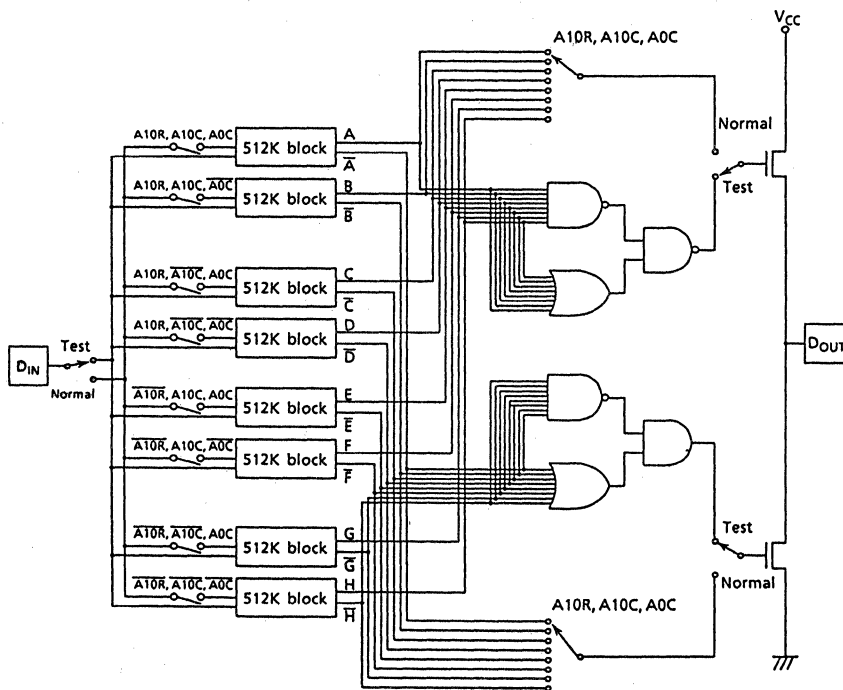 V̅CC
A10R, A10C, A0C
Normal
Test
A10R, A10C, A0C
512K block
A
A̅
A10R, A10C, A̅0̅C̅
512K block
B
B̅
A10R, A̅1̅0̅C̅, A0C
512K block
C
C̅
A10R, A̅1̅0̅C̅, A̅0̅C̅
512K block
D
D̅
DIN
Test
Normal
DOUT
A̅1̅0̅R̅, A10C, A0C
512K block
E
E̅
A̅1̅0̅R̅, A10C, A̅0̅C̅
512K block
F
F̅
A̅1̅0̅R̅, A̅1̅0̅C̅, A0C
512K block
G
G̅
A̅1̅0̅R̅, A̅1̅0̅C̅, A̅0̅C̅
512K block
H
H̅
Test
Normal
A10R, A10C, A0C